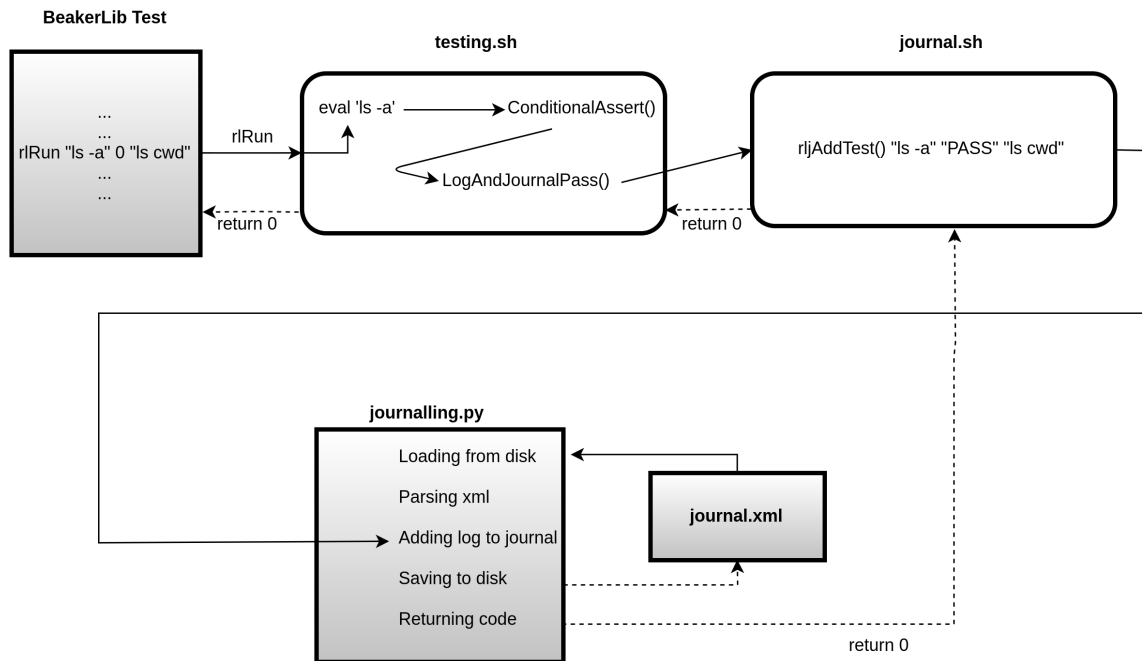 BeakerLib Test
testing.sh
journal.sh
...
...
rlRun "ls -a" 0 "ls cwd"
...
...
rlRun
return 0
eval 'ls -a'
ConditionalAssert()
LogAndJournalPass()
return 0
rljAddTest() "ls -a" "PASS" "ls cwd"
journalling.py
Loading from disk
Parsing xml
Adding log to journal
Saving to disk
Returning code
journal.xml
return 0